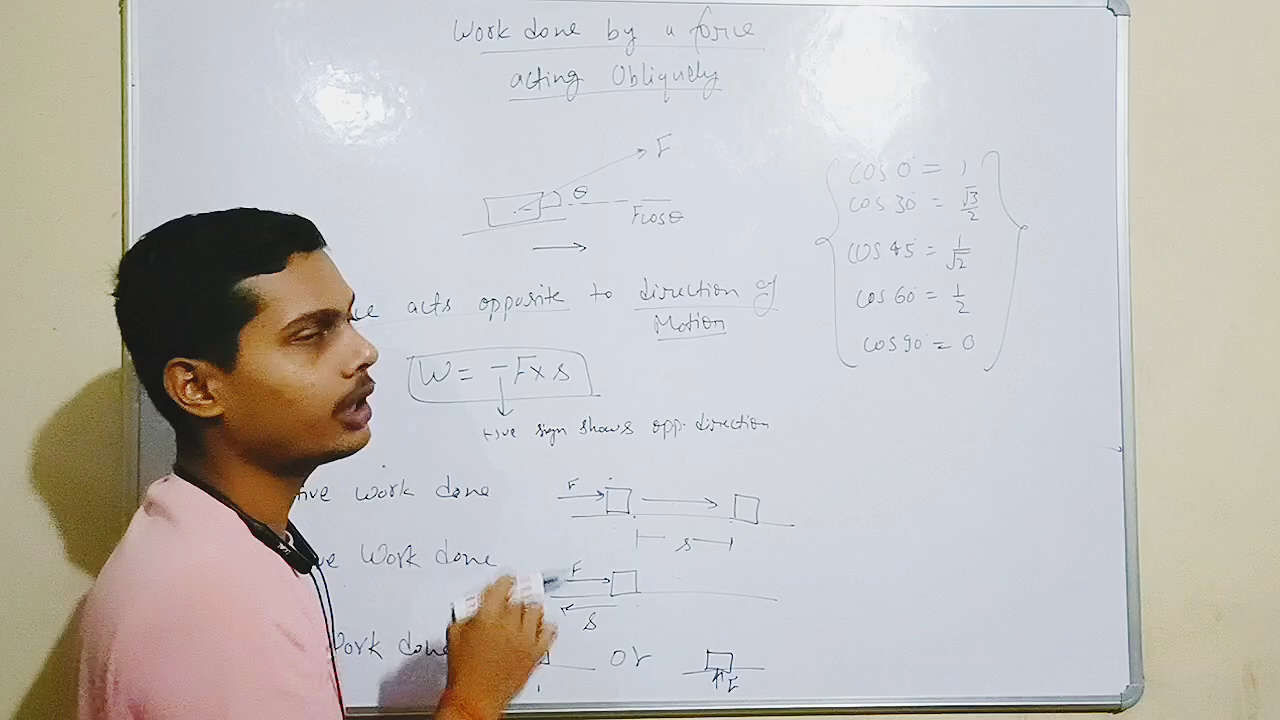 Work done by a force
acting Obliquely
F
θ
Fcosθ
acts opposite to direction of
Motion
W = -F x s
sign shows opp. direction
work done
F
s
Work done
F
s
Work done
or
F
cos 0° = 1
cos 30° = √3/2
cos 45° = 1/√2
cos 60° = 1/2
cos 90° = 0